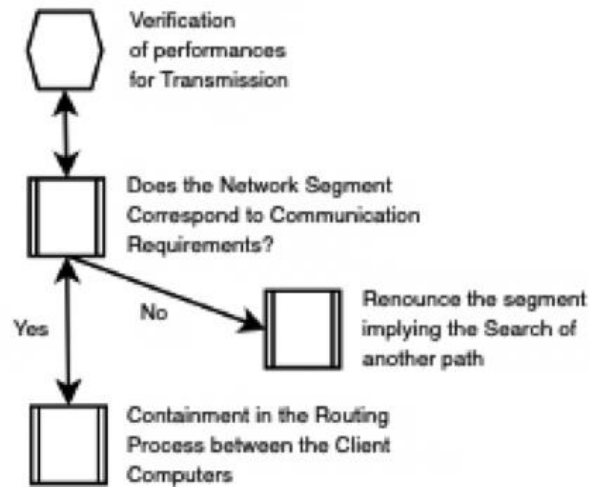 Verification
of performances
for Transmission
Does the Network Segment
Correspond to Communication
Requirements?
No
Yes
Renounce the segment
implying the Search of
another path
Containment in the Routing
Process between the Client
Computers